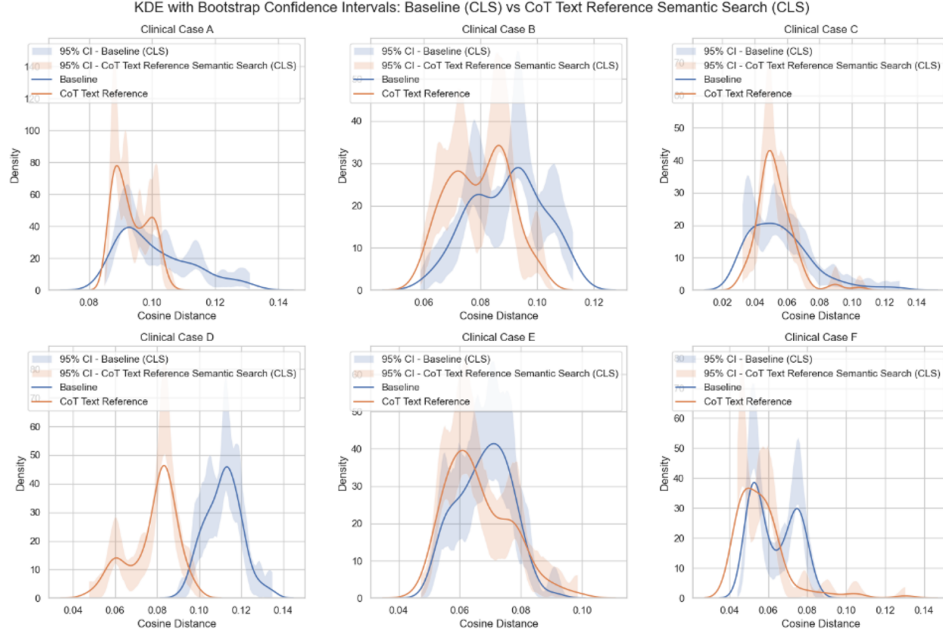 KDE with Bootstrap Confidence Intervals: Baseline (CLS) vs CoT Text Reference Semantic Search (CLS)
Clinical Case A
95% CI - Baseline (CLS)
95% CI - CoT Text Reference Semantic Search (CLS)
Baseline
CoT Text Reference
Density
140
120
100
80
60
40
20
0
0.08 0.10 0.12 0.14
Cosine Distance
Clinical Case B
95% CI - Baseline (CLS)
95% CI - CoT Text Reference Semantic Search (CLS)
Baseline
CoT Text Reference
Density
50
40
30
20
10
0
0.06 0.08 0.10 0.12
Cosine Distance
Clinical Case C
95% CI - Baseline (CLS)
95% CI - CoT Text Reference Semantic Search (CLS)
Baseline
CoT Text Reference
Density
70
60
50
40
30
20
10
0
0.02 0.04 0.06 0.08 0.10 0.12 0.14
Cosine Distance
Clinical Case D
95% CI - Baseline (CLS)
95% CI - CoT Text Reference Semantic Search (CLS)
Baseline
CoT Text Reference
Density
80
70
60
50
40
30
20
10
0
0.04 0.06 0.08 0.10 0.12 0.14
Cosine Distance
Clinical Case E
95% CI - Baseline (CLS)
95% CI - CoT Text Reference Semantic Search (CLS)
Baseline
CoT Text Reference
Density
60
50
40
30
20
10
0
0.04 0.06 0.08 0.10
Cosine Distance
Clinical Case F
95% CI - Baseline (CLS)
95% CI - CoT Text Reference Semantic Search (CLS)
Baseline
CoT Text Reference
Density
70
60
50
40
30
20
10
0
0.04 0.06 0.08 0.10 0.12 0.14
Cosine Distance